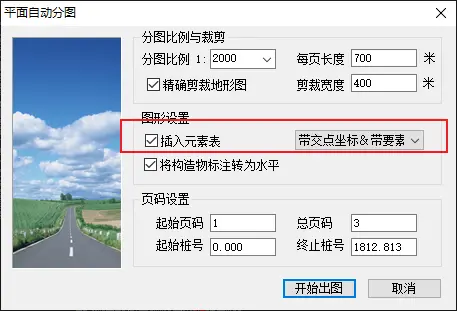 平面自动分图
分图比例与裁剪
分图比例 1: 2000 每页长度 700 米
精确剪裁地形图 剪裁宽度 400 米
图形设置
插入元素表 带交点坐标&带要素
将构造物标注转为水平
页码设置
起始页码 1 总页码 3
起始桩号 0.000 终止桩号 1812.813
开始出图 取消